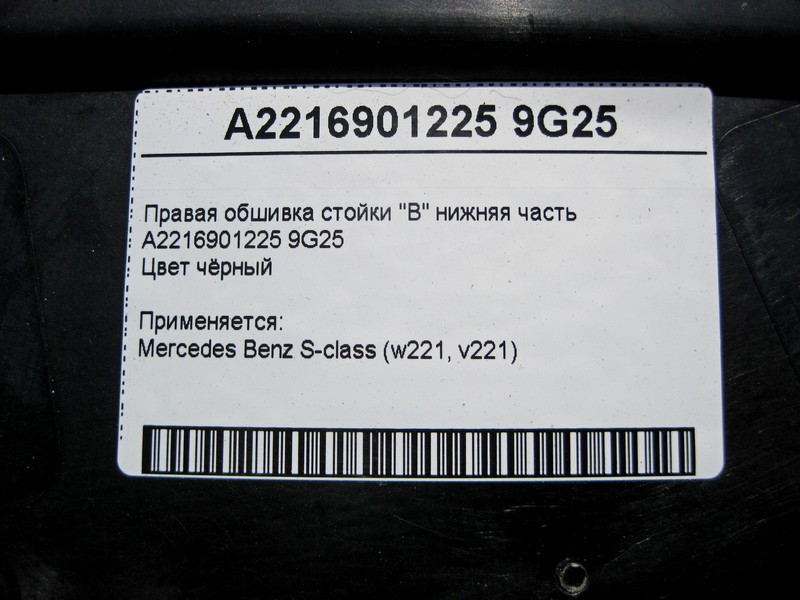 A2216901225 9G25
Правая обшивка стойки "В" нижняя часть
A2216901225 9G25
Цвет чёрный
Применяется:
Mercedes Benz S-class (w221, v221)